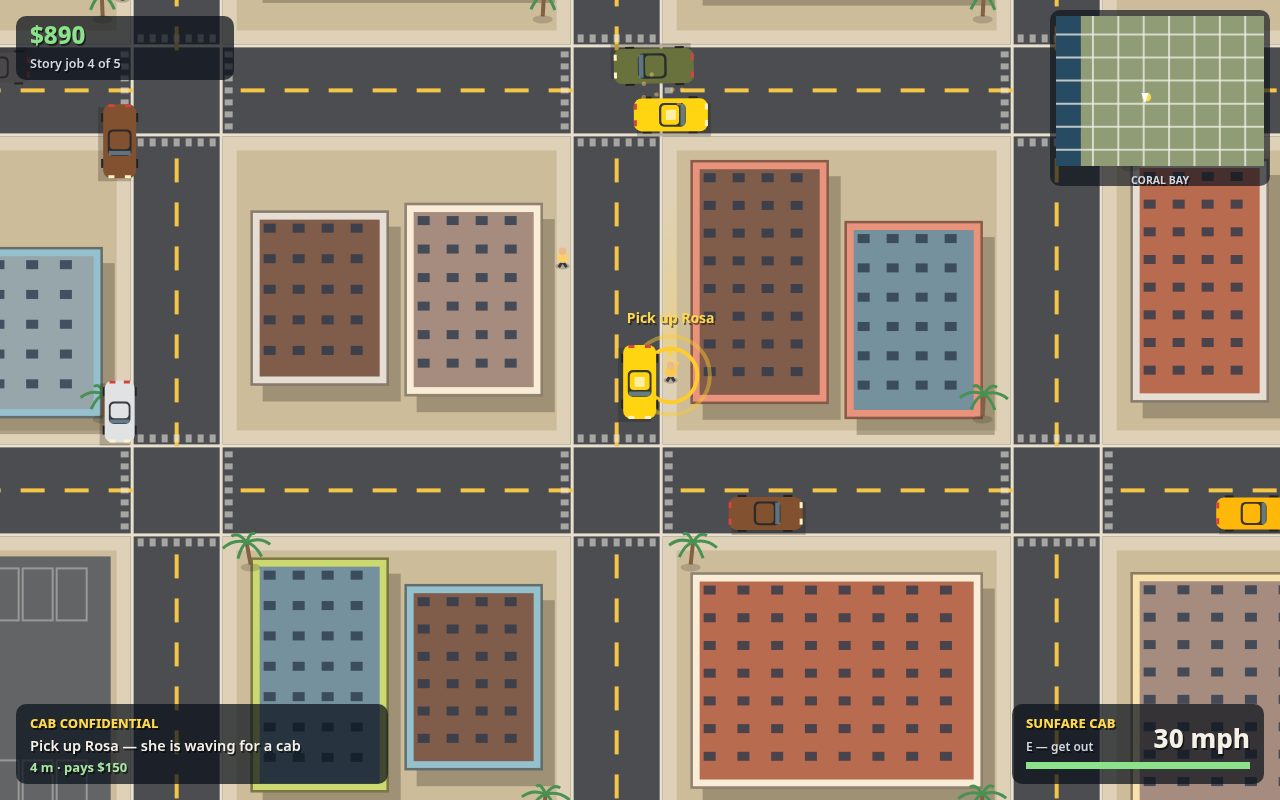 $890
Story job 4 of 5
CORAL BAY
Pick up Rosa
CAB CONFIDENTIAL
Pick up Rosa — she is waving for a cab
4 m · pays $150
SUNFARE CAB
E — get out
30 mph